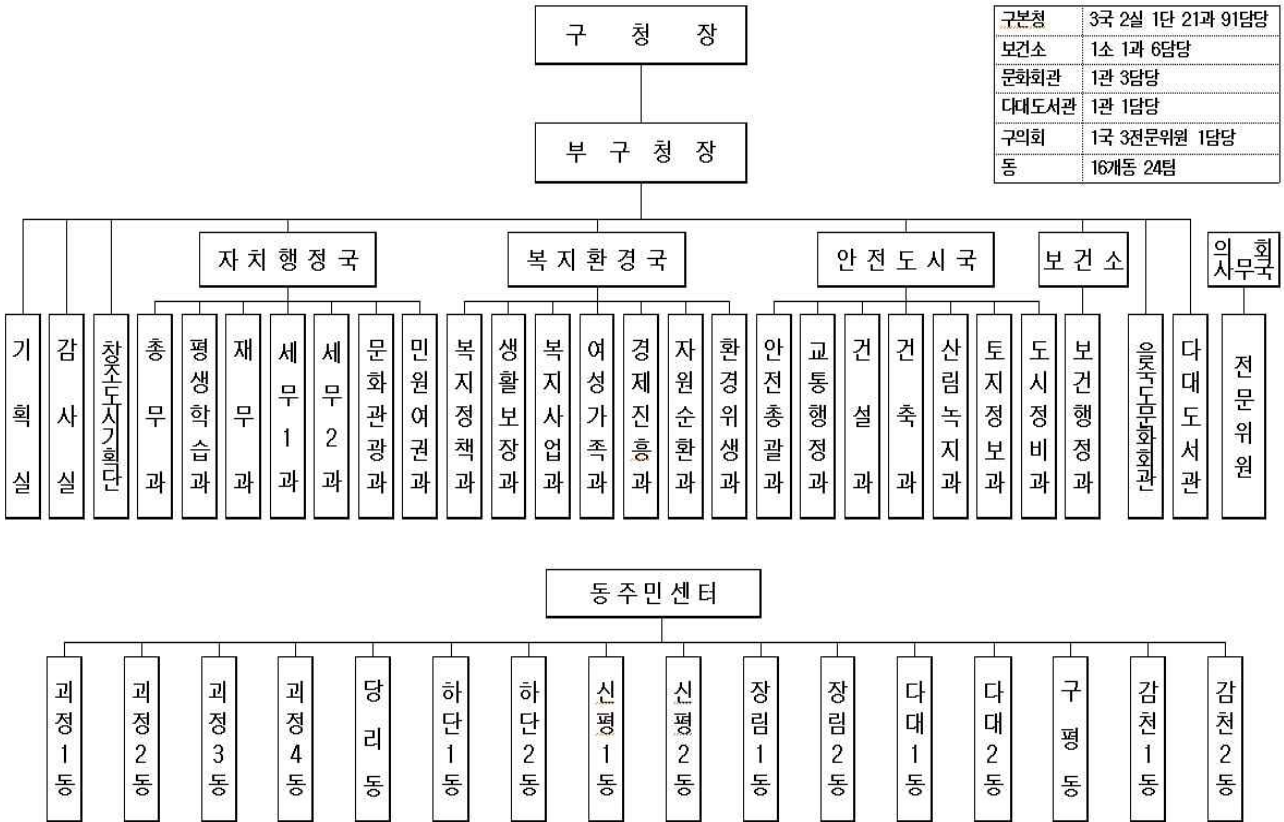 구 청 장
구본청 3국 2실 1단 21과 91담당
보건소 1소 1과 6담당
문화회관 1관 3담당
다대도서관 1관 1담당
구의회 1국 3전문위원 1담당
동 16개동 24팀
부 구 청 장
자치행정국
복지환경국
안전도시국
보건소
의 회
사무국
기획실
감사실
창조도시기획단
총무과
평생학습과
재무과
세무1과
세무2과
문화관광과
민원여권과
복지정책과
생활보장과
복지사업과
여성가족과
경제진흥과
자원순환과
환경위생과
안전총괄과
교통행정과
건설과
건축과
산림녹지과
토지정보과
도시정비과
보건행정과
을숙도문화회관
다대도서관
전문위원
동주민센터
괴정1동
괴정2동
괴정3동
괴정4동
당리동
하단1동
하단2동
신평1동
신평2동
장림1동
장림2동
다대1동
다대2동
구평동
감천1동
감천2동